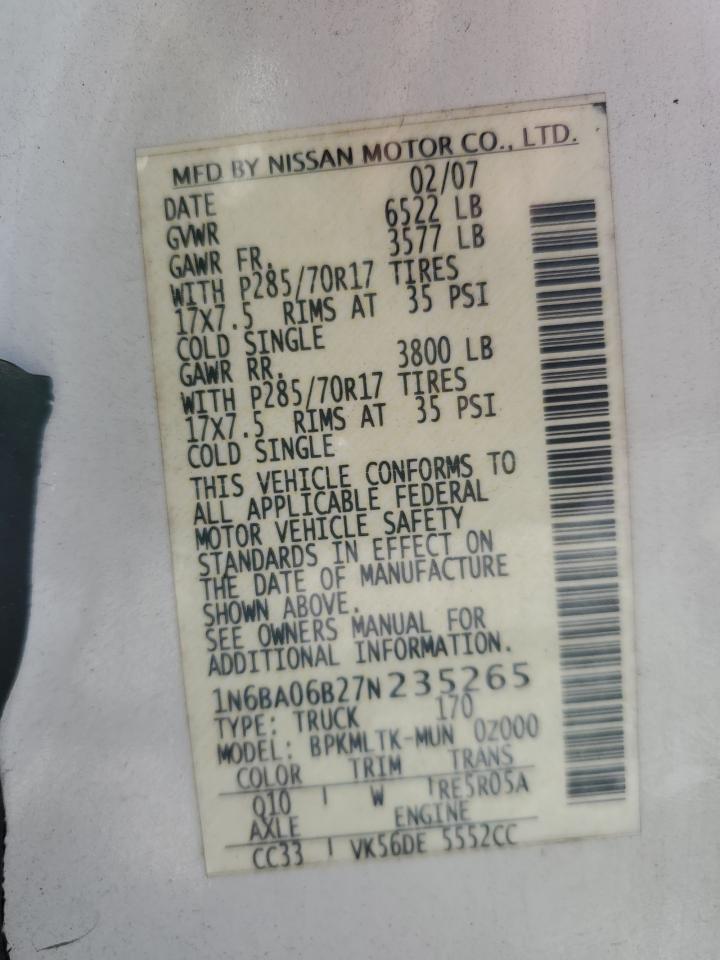 MFD BY NISSAN MOTOR CO., LTD.
DATE 02/07
GVWR 6522 LB
GAWR FR. 3577 LB
WITH P285/70R17 TIRES
17X7.5 RIMS AT 35 PSI
COLD SINGLE
GAWR RR. 3800 LB
WITH P285/70R17 TIRES
17X7.5 RIMS AT 35 PSI
COLD SINGLE
THIS VEHICLE CONFORMS TO
ALL APPLICABLE FEDERAL
MOTOR VEHICLE SAFETY
STANDARDS IN EFFECT ON
THE DATE OF MANUFACTURE
SHOWN ABOVE.
SEE OWNERS MANUAL FOR
ADDITIONAL INFORMATION.
1N6BA06B27N235265
TYPE: TRUCK 170
MODEL: BPKMLTK-MUN 0Z000
COLOR TRIM TRANS
Q10 W RE5R05A
AXLE ENGINE
CC33 VK56DE 5552CC